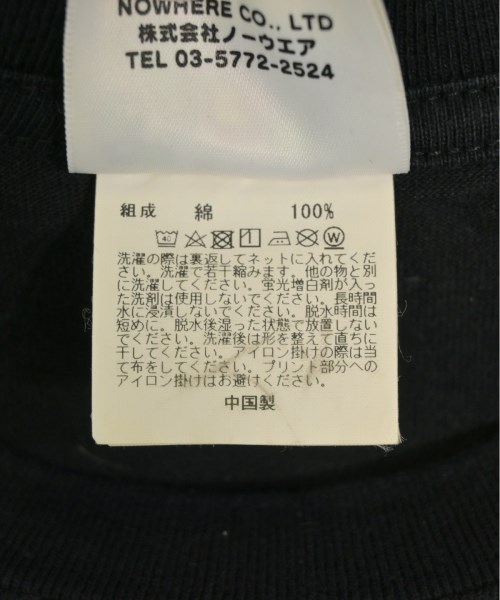 NOWHERE CO., LTD
株式会社ノーウエア
TEL 03-5772-2524
組成 綿 100%
洗濯の際は裏返してネットに入れてくだ
さい。洗濯で若干縮みます。他の物と別
に洗濯してください。蛍光増白剤が入っ
た洗剤は使用しないでください。長時間
水に浸漬しないでください。脱水時間は
短めに。脱水後湿った状態で放置しない
でください。洗濯後は形を整えて直ちに
干してください。アイロン掛けの際は当
て布をしてください。プリント部分への
アイロン掛けはお避けください。
中国製